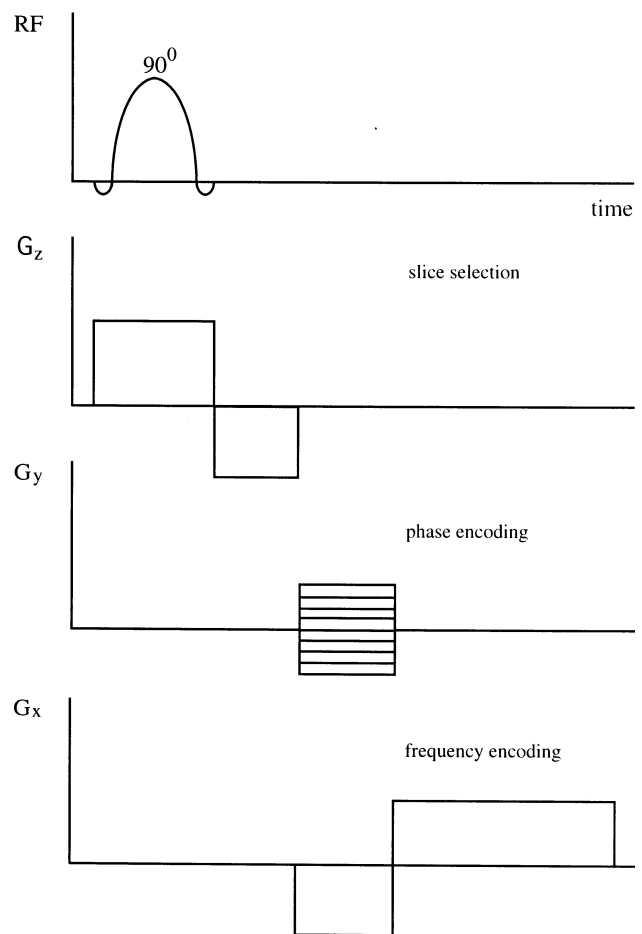 RF
90⁰
time
Gz
slice selection
Gy
phase encoding
Gx
frequency encoding